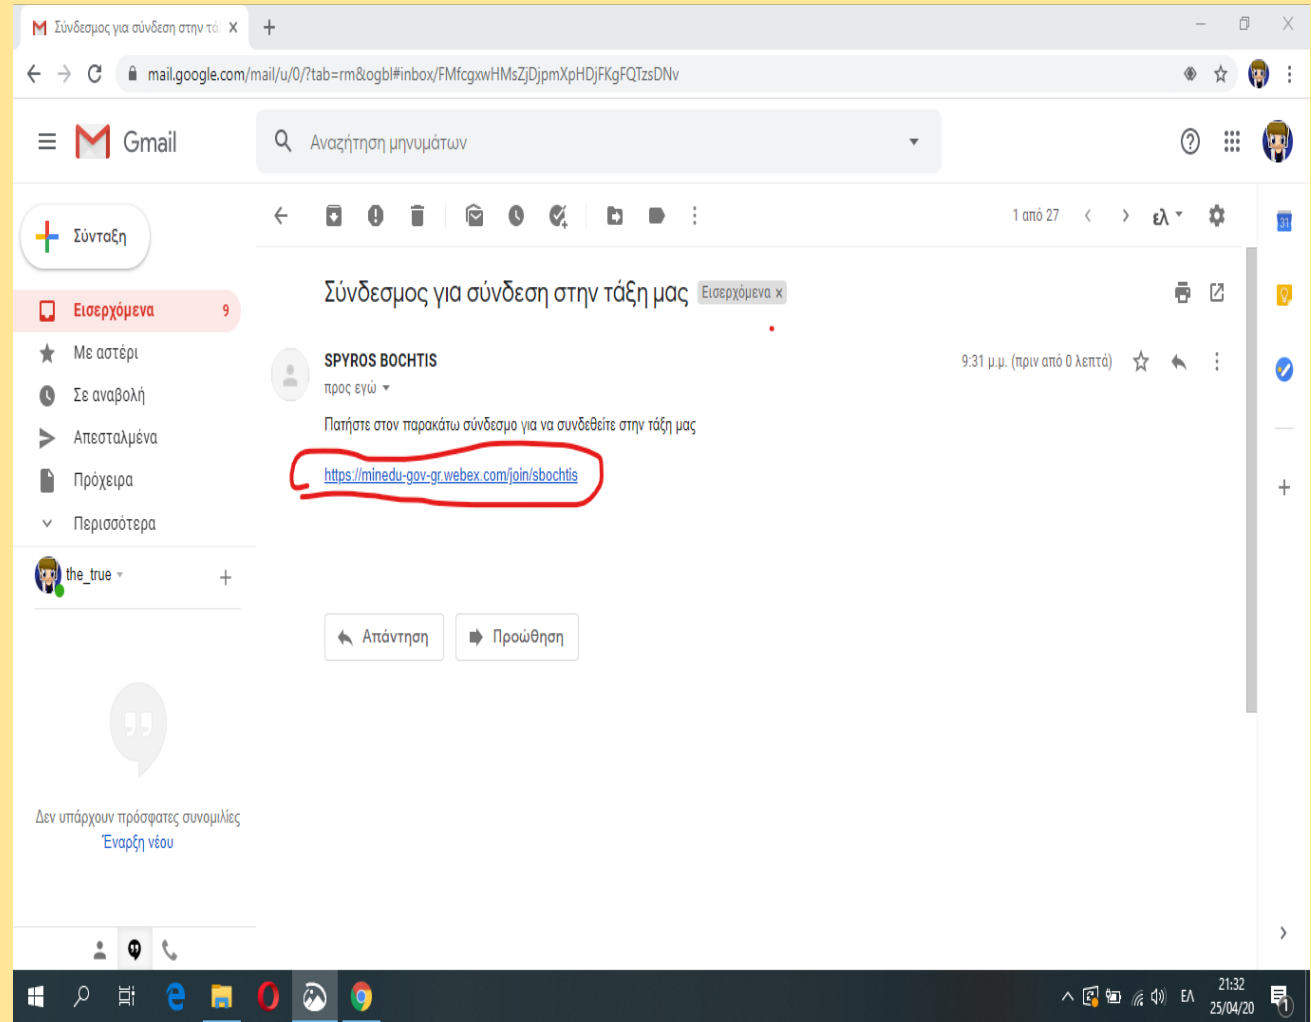 Σύνδεσμος για σύνδεση στην τά
mail.google.com/mail/u/0/?tab=rm&ogbl#inbox/FMfcgxwHMsZjDjpmXpHDjFKgFQTzsDNv
Gmail
Αναζήτηση μηνυμάτων
Σύνταξη
1 από 27
ελ
31
Σύνδεσμος για σύνδεση στην τάξη μας Εισερχόμενα x
Εισερχόμενα 9
Με αστέρι
Σε αναβολή
Απεσταλμένα
Πρόχειρα
Περισσότερα
SPYROS BOCHTIS
9:31 μ.μ. (πριν από 0 λεπτά)
προς εγώ
Πατήστε στον παρακάτω σύνδεσμο για να συνδεθείτε στην τάξη μας
https://minedu-gov-gr.webex.com/join/sbochtis
the_true
Απάντηση
Προώθηση
Δεν υπάρχουν πρόσφατες συνομιλίες
Έναρξη νέου
ΕΛ
21:32
25/04/20
1